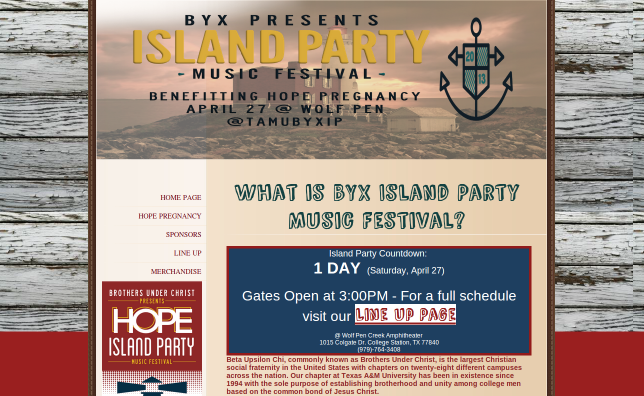 BYX PRESENTS
ISLAND PARTY
- MUSIC FESTIVAL -
BENEFITTING HOPE PREGNANCY
APRIL 27 @ WOLF PEN
@TAMUBYXIP
20
13
WHAT IS BYX ISLAND PARTY
MUSIC FESTIVAL?
HOME PAGE
HOPE PREGNANCY
SPONSORS
LINE UP
MERCHANDISE
BROTHERS UNDER CHRIST
PRESENTS
HOPE
ISLAND PARTY
MUSIC FESTIVAL
Island Party Countdown:
1 DAY (Saturday, April 27)
Gates Open at 3:00PM - For a full schedule
visit our LINE UP PAGE
@ Wolf Pen Creek Amphitheater
1015 Colgate Dr. College Station, TX 77840
(979)-764-3408
Beta Upsilon Chi, commonly known as Brothers Under Christ, is the largest Christian
social fraternity in the United States with chapters on twenty-eight different campuses
across the nation. Our chapter at Texas A&M University has been in existence since
1994 with the sole purpose of establishing brotherhood and unity among college men
based on the common bond of Jesus Christ.